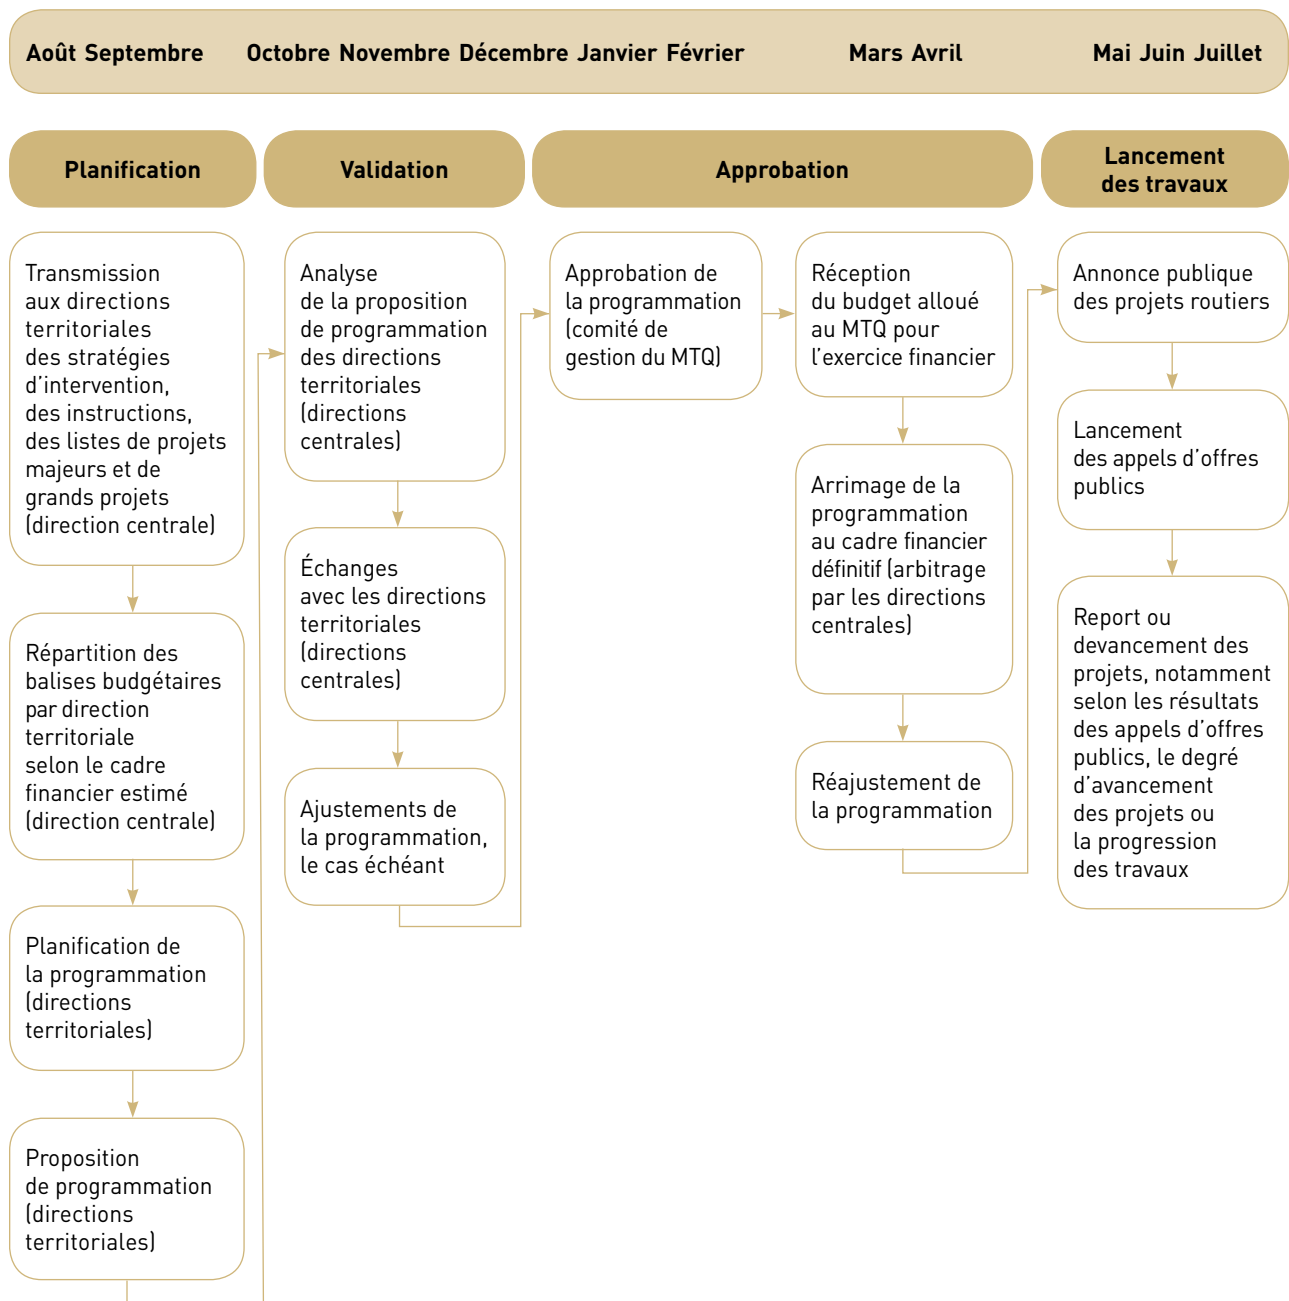 Août Septembre
Octobre Novembre Décembre Janvier Février
Mars Avril
Mai Juin Juillet
Planification
Validation
Approbation
Lancement
des travaux
Transmission
aux directions
territoriales
des stratégies
d’intervention,
des instructions,
des listes de projets
majeurs et de
grands projets
(direction centrale)
Répartition des
balises budgétaires
par direction
territoriale
selon le cadre
financier estimé
(direction centrale)
Planification de
la programmation
(directions
territoriales)
Proposition
de programmation
(directions
territoriales)
Analyse
de la proposition
de programmation
des directions
territoriales
(directions
centrales)
Échanges
avec les directions
territoriales
(directions
centrales)
Ajustements de
la programmation,
le cas échéant
Approbation de
la programmation
(comité de
gestion du MTQ)
Réception
du budget alloué
au MTQ pour
l’exercice financier
Arrimage de la
programmation
au cadre financier
définitif (arbitrage
par les directions
centrales)
Réajustement de
la programmation
Annonce publique
des projets routiers
Lancement
des appels d’offres
publics
Report ou
devancement des
projets, notamment
selon les résultats
des appels d’offres
publics, le degré
d’avancement
des projets ou
la progression
des travaux